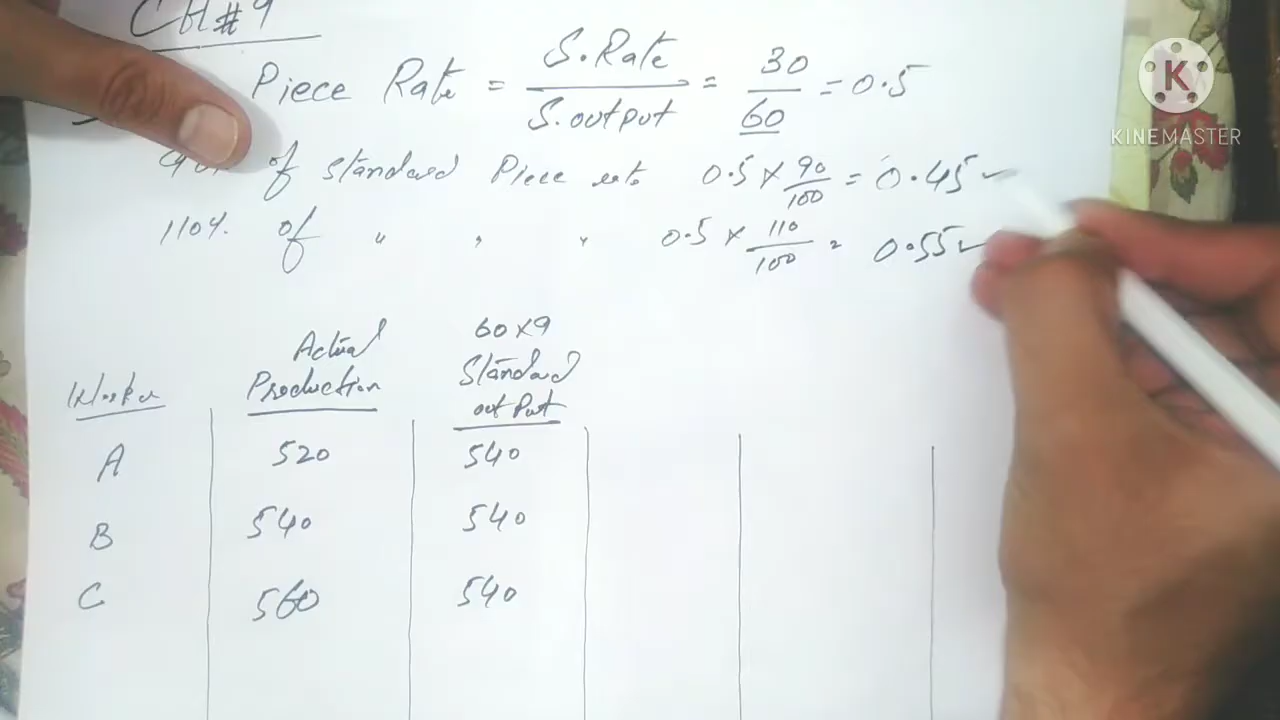 CH#9
Piece Rate = S.Rate / S.output = 30 / 60 = 0.5
of standard Piece rate 0.5 × 90/100 = 0.45 ✓
110% of " " " 0.5 × 110/100 = 0.55 ✓
60×9
Actual Standard
Worker Production output
A 520 540
B 540 540
C 560 540
K
KINEMASTER